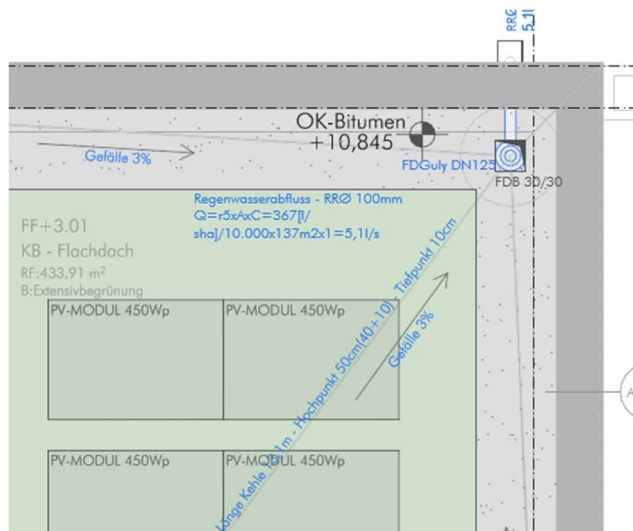 RRØ
5,1l
OK-Bitumen
+10,845
Gefälle 3%
FDGuly DN125
FDB 30/30
Regenwasserabfluss - RRØ 100mm
Q=r5xAxC=367[l/
sha]/10.000x137m2x1=5,1l/s
FF+3.01
KB - Flachdach
RF:433,91 m²
B:Extensivbegrünung
PV-MODUL 450Wp
PV-MODUL 450Wp
Gefälle 3%
Länge Kehle m - Hochpunkt 50cm(40+10) - Tiefpunkt 10cm
A
PV-MODUL 450Wp
PV-MODUL 450Wp